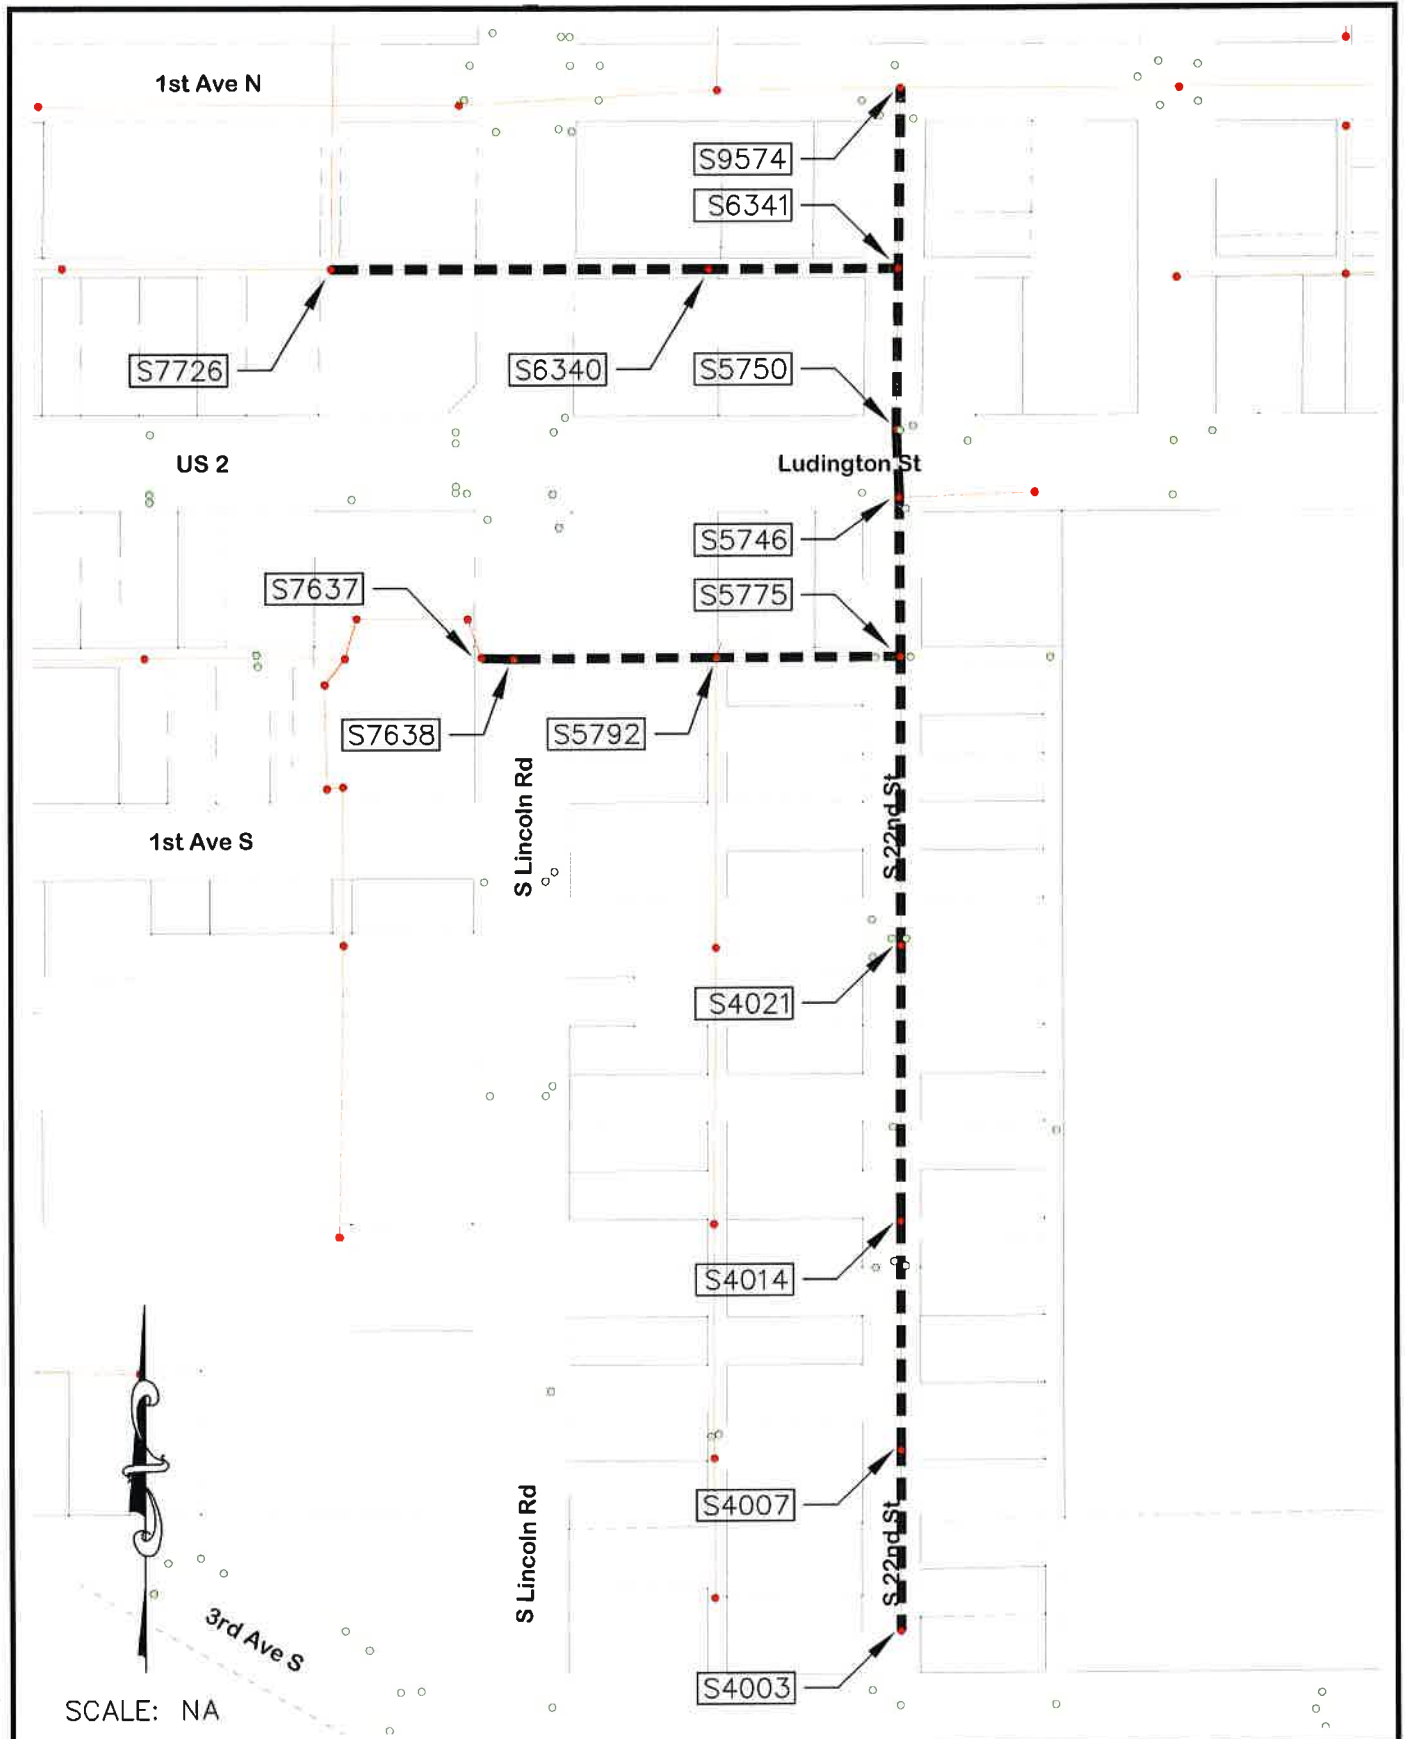 1st Ave N
S9574
S6341
S7726
S6340
S5750
US 2
Ludington St
S5746
S7637
S5775
S7638
S5792
S Lincoln Rd
S 22nd St
1st Ave S
S4021
S4014
S4007
S Lincoln Rd
S 22nd St
3rd Ave S
S4003
SCALE: NA